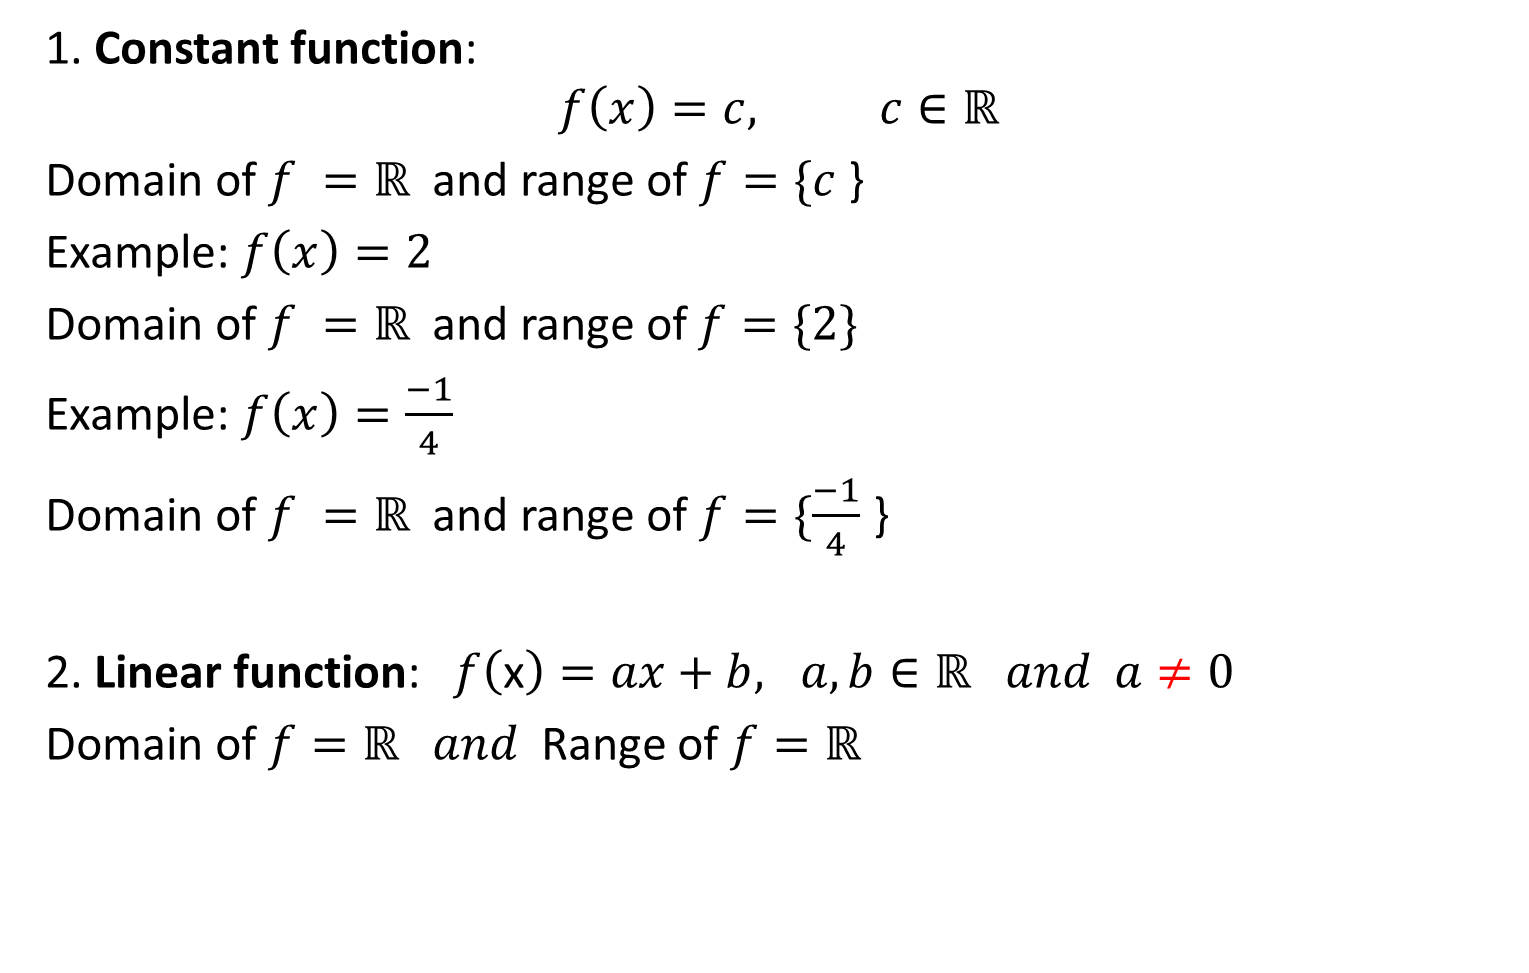 1. Constant function:
f(x) = c, c ∈ ℝ
Domain of f = ℝ and range of f = {c }
Example: f(x) = 2
Domain of f = ℝ and range of f = {2}
Example: f(x) = −1/4
Domain of f = ℝ and range of f = {−1/4 }
2. Linear function: f(x) = ax + b, a, b ∈ ℝ and a ≠ 0
Domain of f = ℝ and Range of f = ℝ